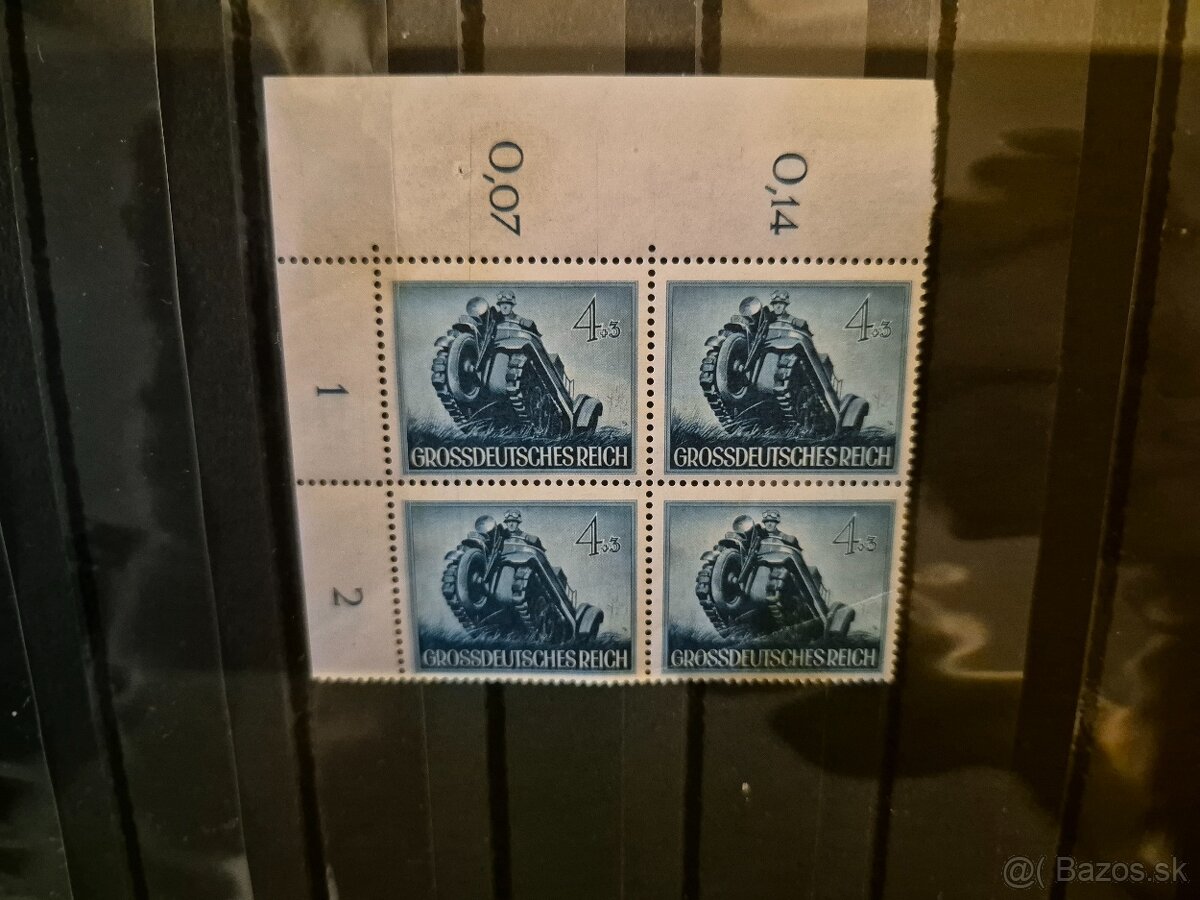 0,07
0,14
1
4+3
GROSSDEUTSCHES REICH
4+3
GROSSDEUTSCHES REICH
2
4+3
GROSSDEUTSCHES REICH
4+3
GROSSDEUTSCHES REICH
@( Bazos.sk